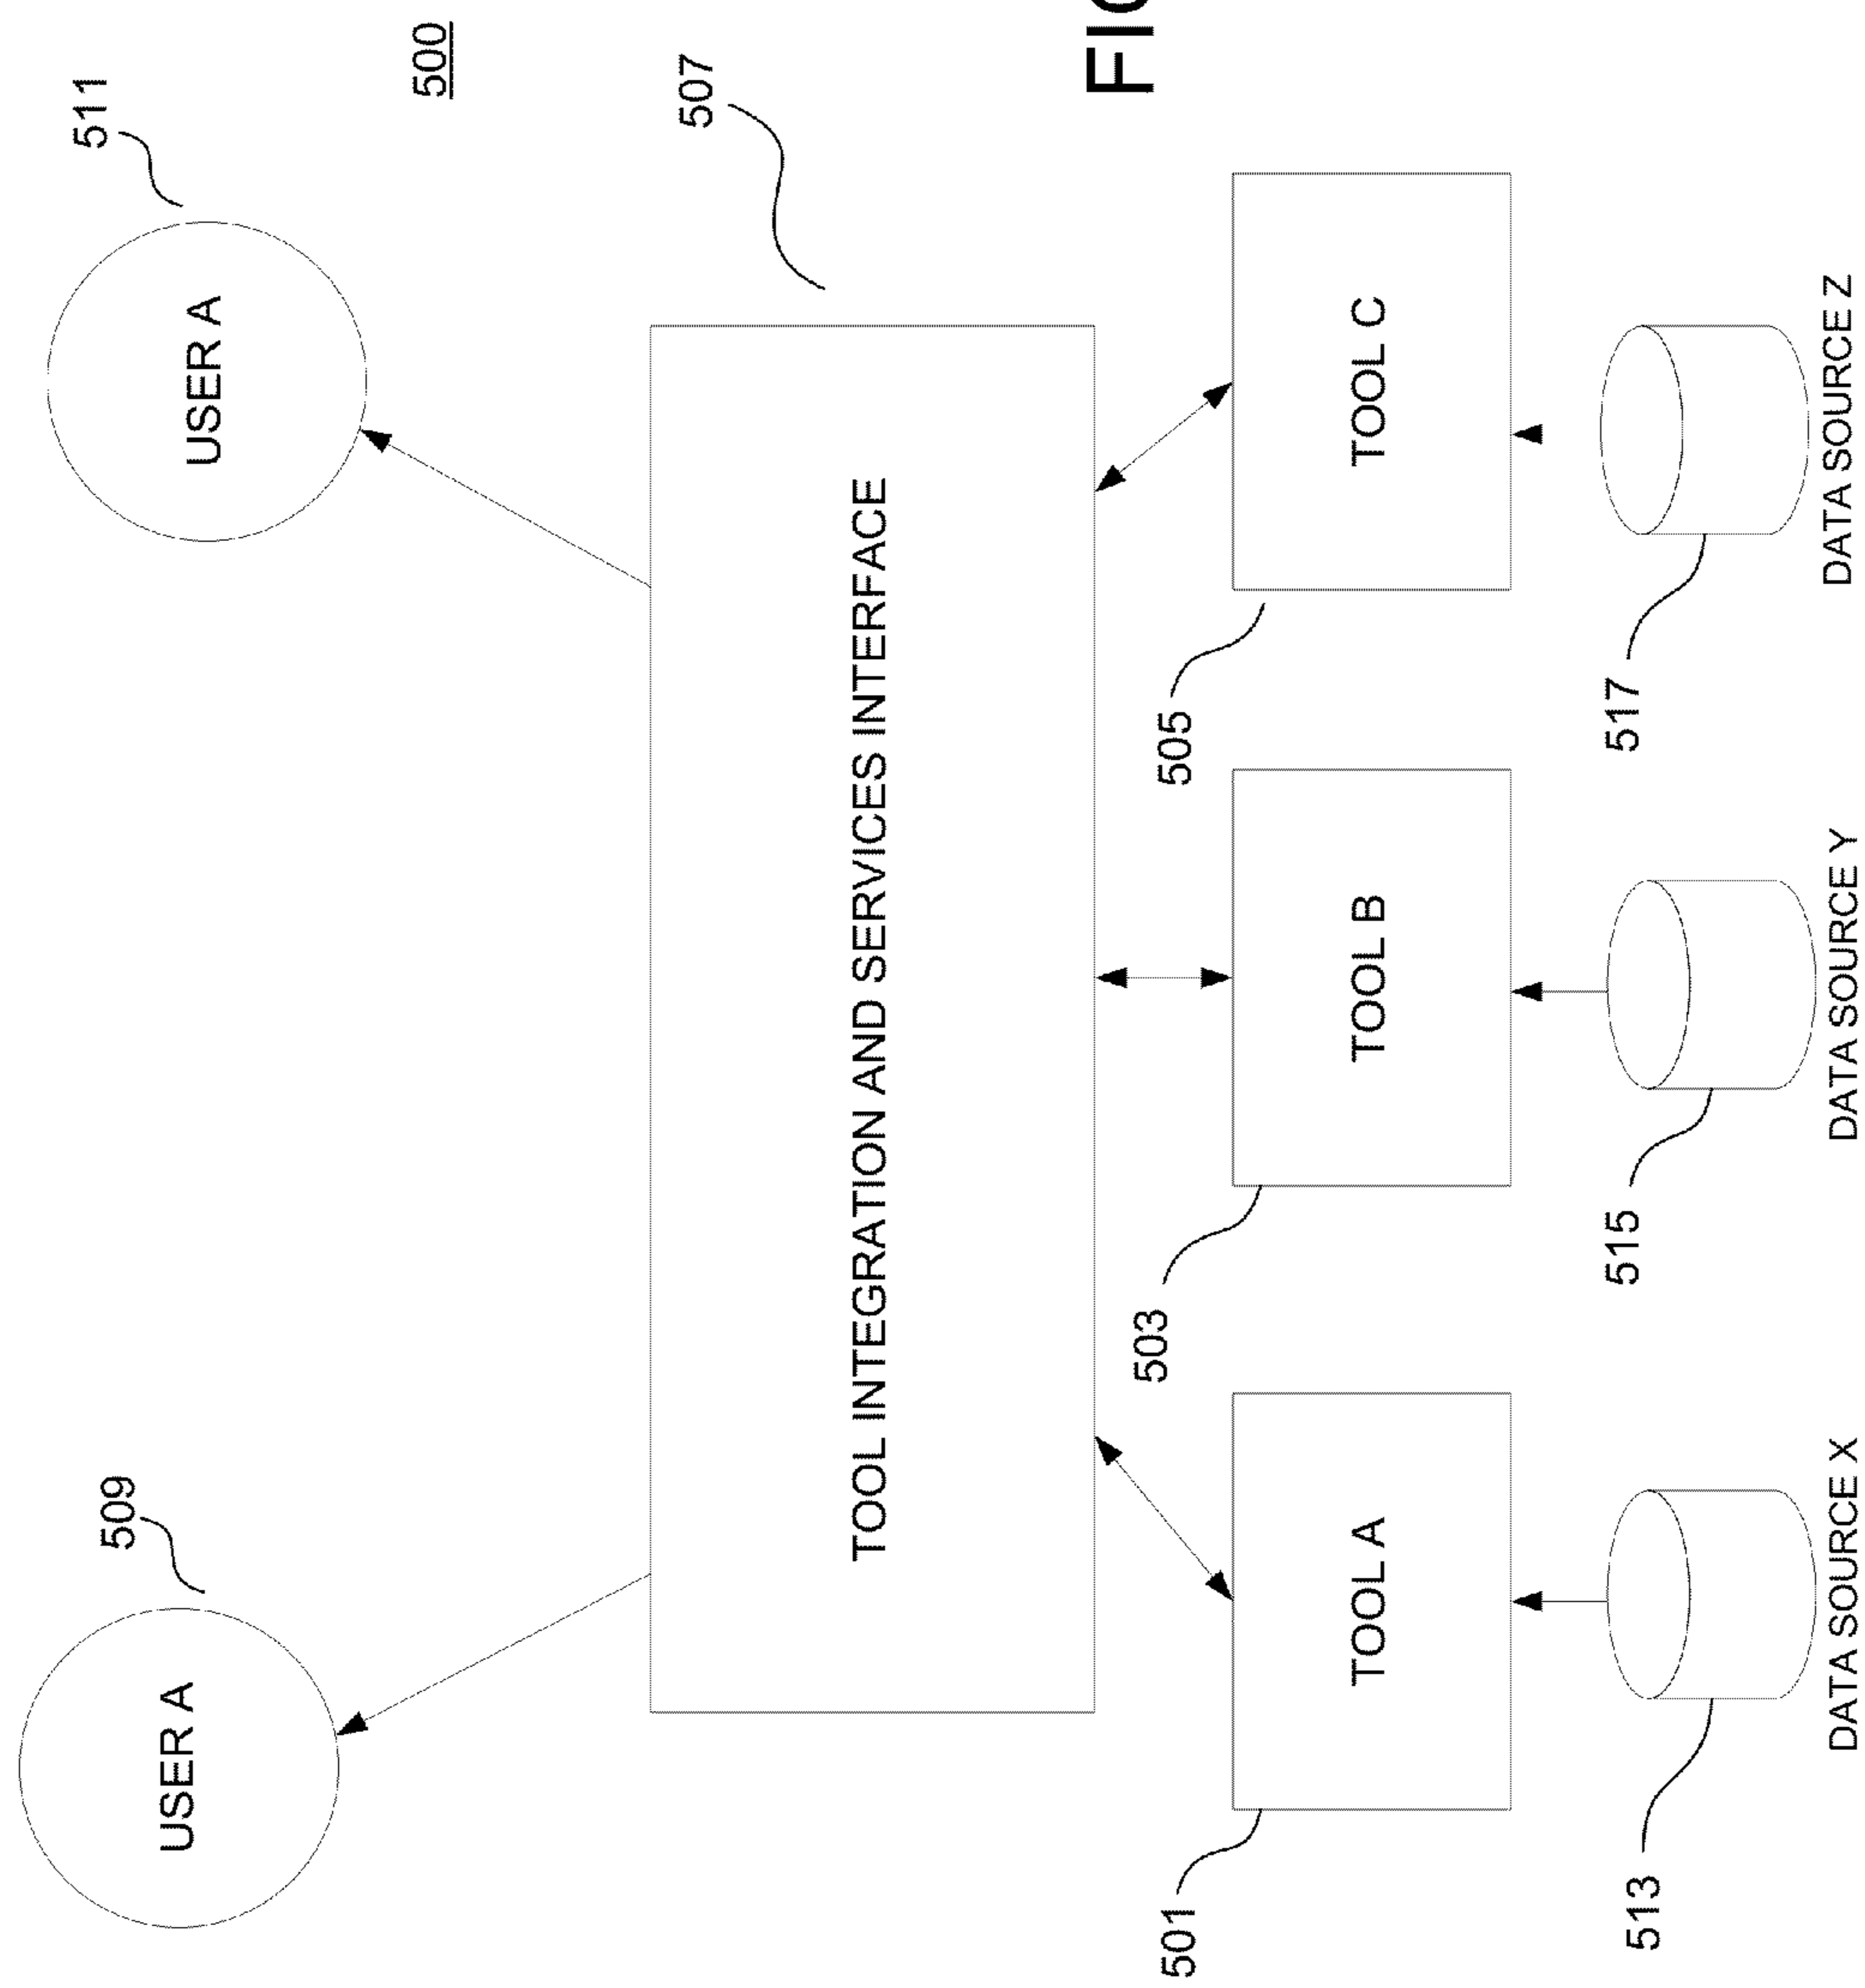 500
509
511
USER A
USER A
507
TOOL INTEGRATION AND SERVICES INTERFACE
501
503
505
TOOL A
TOOL B
TOOL C
513
515
517
DATA SOURCE X
DATA SOURCE Y
DATA SOURCE Z